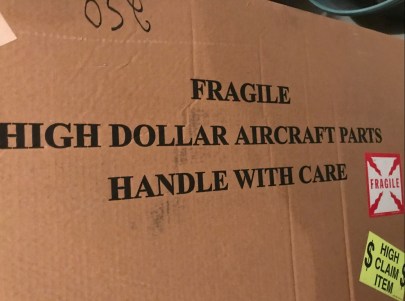 FRAGILE
HIGH DOLLAR AIRCRAFT PARTS
HANDLE WITH CARE
FRAGILE
$ HIGH $
CLAIM
ITEM